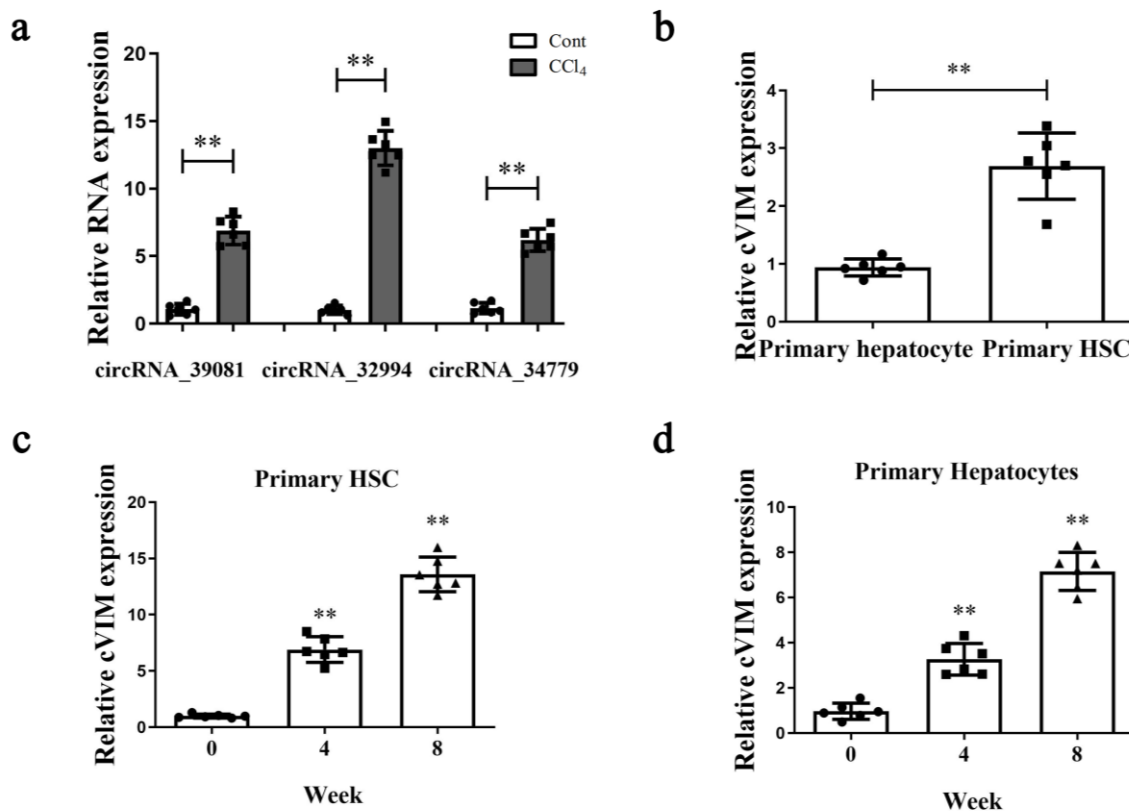 a
Relative RNA expression
20
15
10
5
0
Cont
CCl₄
**
**
**
circRNA_39081
circRNA_32994
circRNA_34779
b
Relative cVIM expression
4
3
2
1
0
**
Primary hepatocyte
Primary HSC
c
Primary HSC
Relative cVIM expression
20
15
10
5
0
**
**
0
4
8
Week
d
Primary Hepatocytes
Relative cVIM expression
10
8
6
4
2
0
**
**
0
4
8
Week